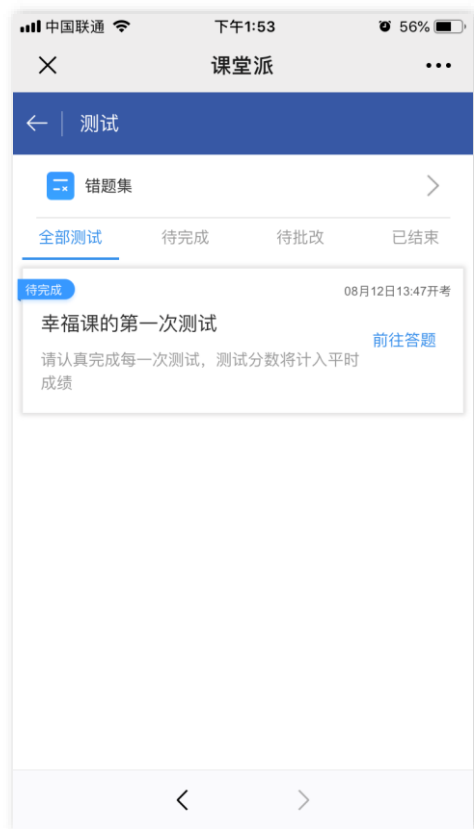 中国联通 下午1:53 56%
课堂派
测试
错题集
全部测试 待完成 待批改 已结束
待完成 08月12日13:47开考
幸福课的第一次测试
前往答题
请认真完成每一次测试，测试分数将计入平时
成绩